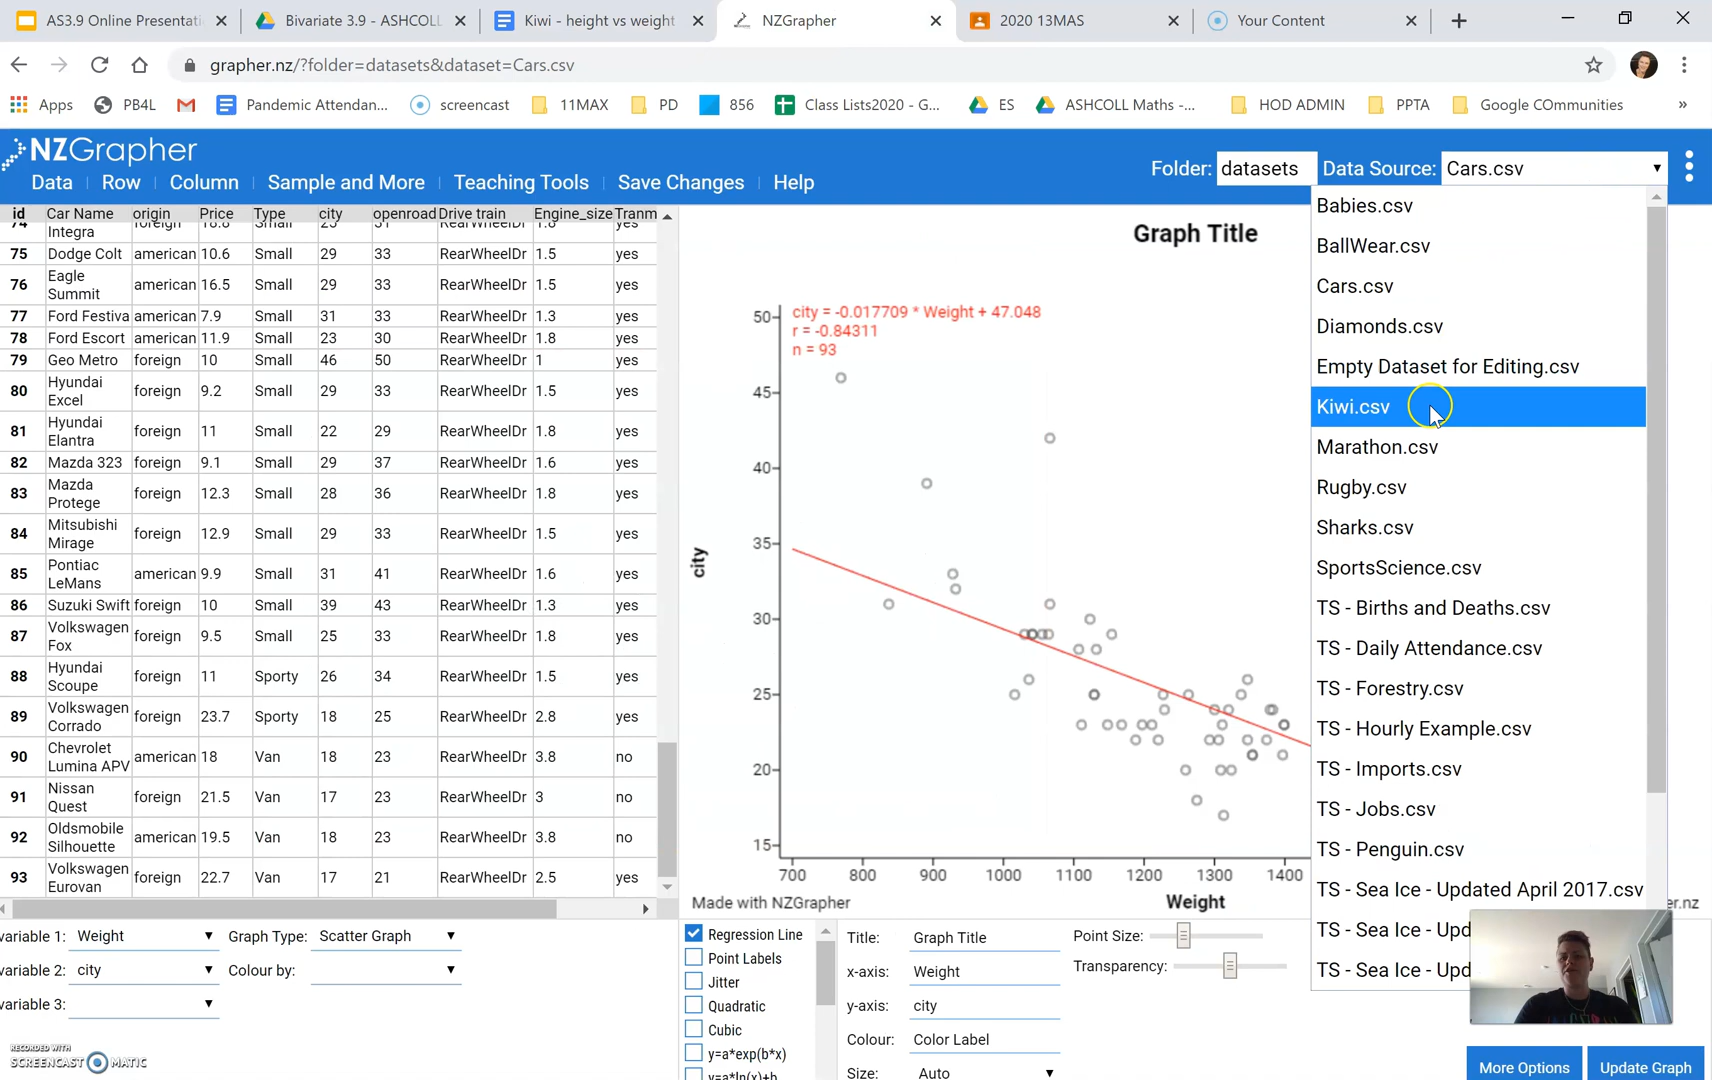 AS3.9 Online Presentati
Bivariate 3.9 - ASHCOLL
Kiwi - height vs weight
NZGrapher
2020 13MAS
Your Content
grapher.nz/?folder=datasets&dataset=Cars.csv
Apps PB4L Pandemic Attendan... screencast 11MAX PD 856 Class Lists2020 - G... ES ASHCOLL Maths -... HOD ADMIN PPTA Google COmmunities »
NZGrapher
Folder: datasets Data Source: Cars.csv
Data Row Column Sample and More Teaching Tools Save Changes Help
id Car Name origin Price Type city openroad Drive train Engine_size Tranm
74 Integra foreign 18.8 Small 25 31 RearWheelDr 1.8 yes
75 Dodge Colt american 10.6 Small 29 33 RearWheelDr 1.5 yes
76 Eagle Summit american 16.5 Small 29 33 RearWheelDr 1.5 yes
77 Ford Festiva american 7.9 Small 31 33 RearWheelDr 1.3 yes
78 Ford Escort american 11.9 Small 23 30 RearWheelDr 1.8 yes
79 Geo Metro foreign 10 Small 46 50 RearWheelDr 1 yes
80 Hyundai Excel foreign 9.2 Small 29 33 RearWheelDr 1.5 yes
81 Hyundai Elantra foreign 11 Small 22 29 RearWheelDr 1.8 yes
82 Mazda 323 foreign 9.1 Small 29 37 RearWheelDr 1.6 yes
83 Mazda Protege foreign 12.3 Small 28 36 RearWheelDr 1.8 yes
84 Mitsubishi Mirage foreign 12.9 Small 29 33 RearWheelDr 1.5 yes
85 Pontiac LeMans american 9.9 Small 31 41 RearWheelDr 1.6 yes
86 Suzuki Swift foreign 10 Small 39 43 RearWheelDr 1.3 yes
87 Volkswagen Fox foreign 9.5 Small 25 33 RearWheelDr 1.8 yes
88 Hyundai Scoupe foreign 11 Sporty 26 34 RearWheelDr 1.5 yes
89 Volkswagen Corrado foreign 23.7 Sporty 18 25 RearWheelDr 2.8 yes
90 Chevrolet Lumina APV american 18 Van 18 23 RearWheelDr 3.8 no
91 Nissan Quest foreign 21.5 Van 17 23 RearWheelDr 3 no
92 Oldsmobile Silhouette american 19.5 Van 18 23 RearWheelDr 3.8 no
93 Volkswagen Eurovan foreign 22.7 Van 17 21 RearWheelDr 2.5 yes
Graph Title
city = -0.017709 * Weight + 47.048
r = -0.84311
n = 93
50
45
40
35
30
25
20
15
city
700 800 900 1000 1100 1200 1300 1400
Weight
Made with NZGrapher
er.nz
Babies.csv
BallWear.csv
Cars.csv
Diamonds.csv
Empty Dataset for Editing.csv
Kiwi.csv
Marathon.csv
Rugby.csv
Sharks.csv
SportsScience.csv
TS - Births and Deaths.csv
TS - Daily Attendance.csv
TS - Forestry.csv
TS - Hourly Example.csv
TS - Imports.csv
TS - Jobs.csv
TS - Penguin.csv
TS - Sea Ice - Updated April 2017.csv
TS - Sea Ice - Upd
TS - Sea Ice - Upd
variable 1: Weight Graph Type: Scatter Graph
variable 2: city Colour by:
variable 3:
Regression Line
Point Labels
Jitter
Quadratic
Cubic
y=a*exp(b*x)
y=a*ln(x)+b
Title: Graph Title
x-axis: Weight
y-axis: city
Colour: Color Label
Size: Auto
Point Size:
Transparency:
More Options Update Graph
RECORDED WITH
SCREENCAST MATIC